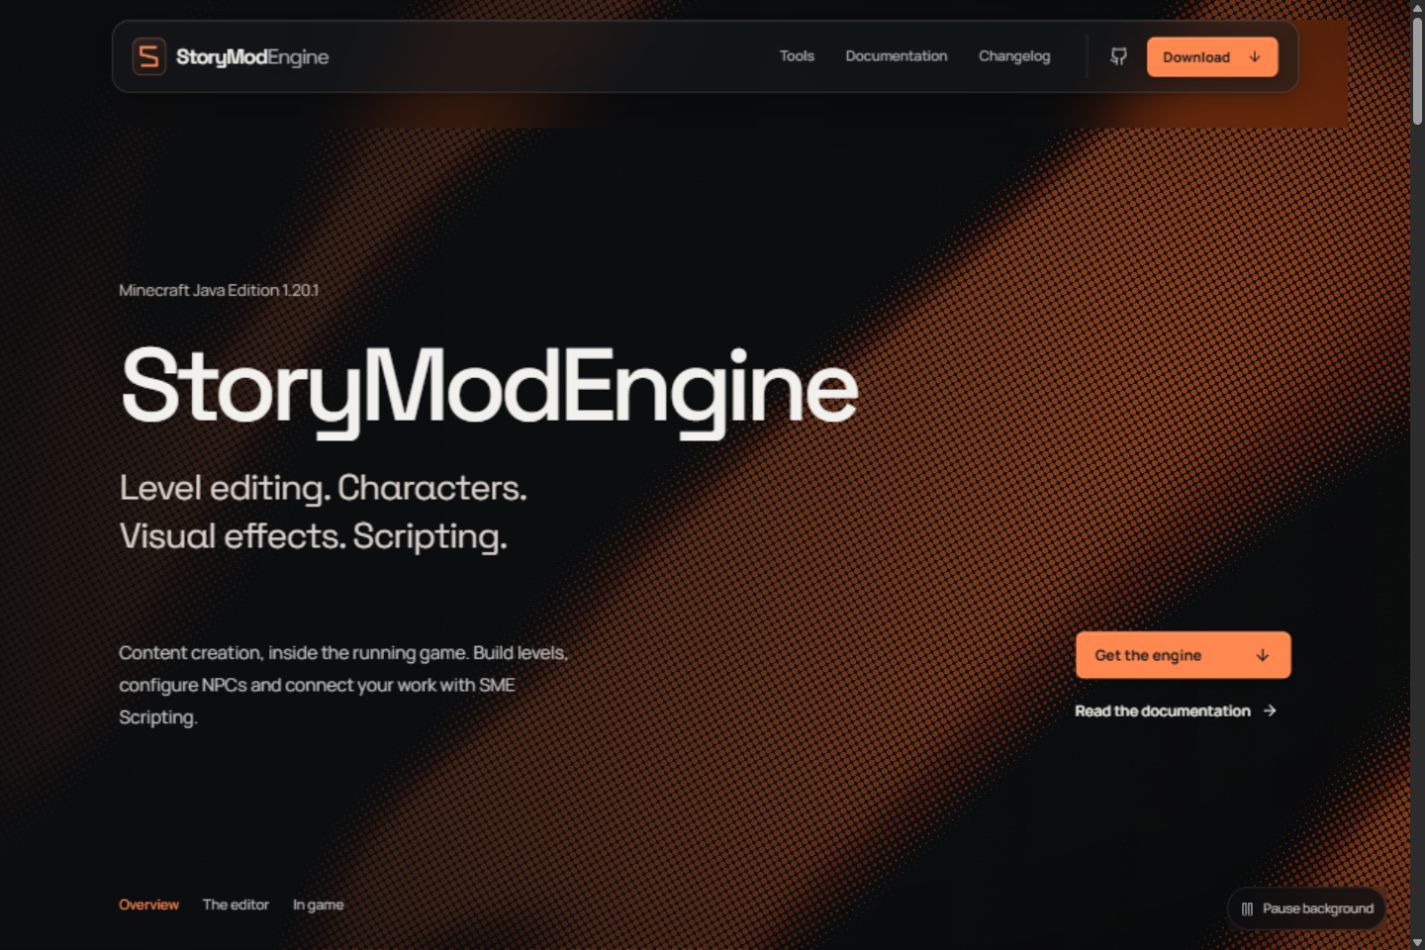 StoryModEngine
Tools
Documentation
Changelog
Download
Minecraft Java Edition 1.20.1
StoryModEngine
Level editing. Characters.
Visual effects. Scripting.
Content creation, inside the running game. Build levels,
configure NPCs and connect your work with SME
Scripting.
Get the engine
Read the documentation
Overview
The editor
In game
Pause background